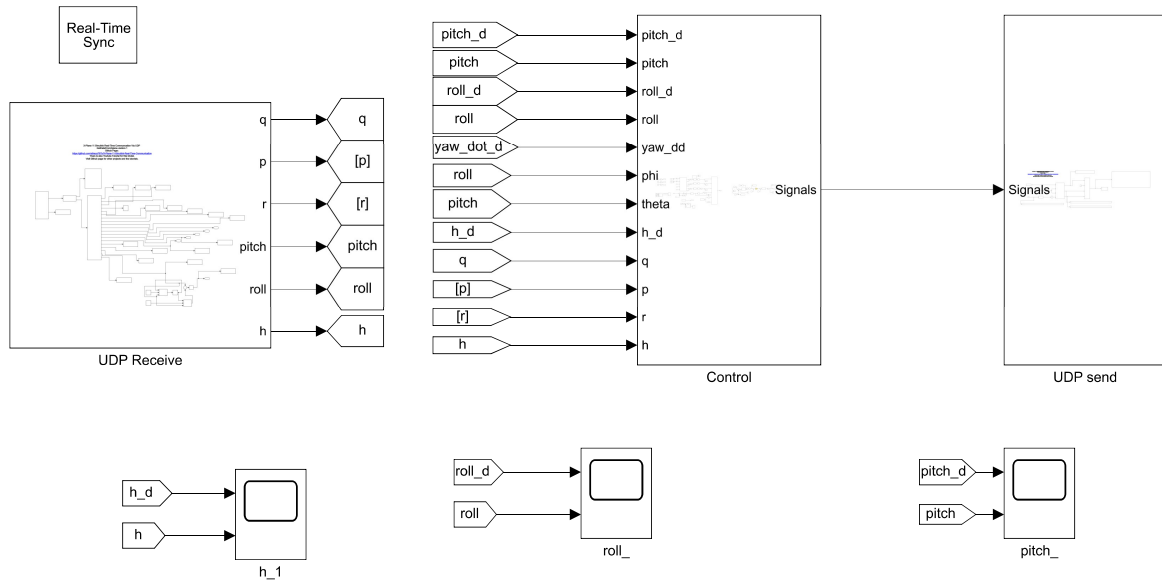 Real-Time
Sync
q
p
r
pitch
roll
h
q
[p]
[r]
pitch
roll
h
UDP Receive
pitch_d
pitch
roll_d
roll
yaw_dot_d
roll
pitch
h_d
q
[p]
[r]
h
pitch_d
pitch
roll_d
roll
yaw_dd
phi
theta
h_d
q
p
r
h
Signals
Control
Signals
UDP send
h_d
h
h_1
roll_d
roll
roll_
pitch_d
pitch
pitch_